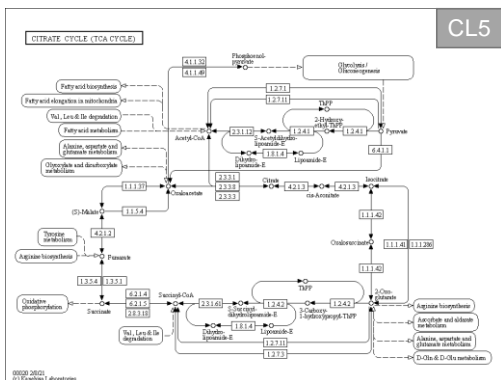 CL5
CITRATE CYCLE (TCA CYCLE)
Phosphoenol-
pyruvate
4.1.1.32
4.1.1.49
Glycolysis /
Gluconeogenesis
Fatty acid biosynthesis
Fatty acid elongation in mitochondria
Val, Leu & Ile degradation
Fatty acid metabolism
Alanine, aspartate and
glutamate metabolism
Glyoxylate and dicarboxylate
metabolism
1.2.7.1
1.2.7.11
ThPP
2-Hydroxy-
ethyl-ThPP
Acetyl-CoA
2.3.1.12
S-Acetyldihydro-
lipoamide-E
1.2.4.1
1.2.4.1
Pyruvate
1.8.1.4
Dihydro-
lipoamide-E
Lipoamide-E
6.4.1.1
1.1.1.37
Oxaloacetate
2.3.3.1
2.3.3.8
2.3.3.3
Citrate
4.2.1.3
cis-Aconitate
4.2.1.3
Isocitrate
(S)-Malate
1.1.5.4
4.2.1.2
1.1.1.42
Tyrosine
metabolism
Arginine biosynthesis
Fumarate
Oxalosuccinate
1.1.1.41
1.1.1.286
1.1.1.42
1.3.5.4
1.3.5.1
Oxidative
phosphorylation
Succinate
6.2.1.4
6.2.1.5
2.8.3.18
Succinyl-CoA
2.3.1.61
S-Succinyl-
dihydrolipoamide-E
1.2.4.2
ThPP
3-Carboxy-
1-hydroxypropyl-ThPP
1.2.4.2
2-Oxo-
glutarate
Val, Leu & Ile
degradation
Dihydro-
lipoamide-E
1.8.1.4
Lipoamide-E
1.2.7.11
1.2.7.3
Arginine biosynthesis
Ascorbate and aldarate
metabolism
Alanine, aspartate and
glutamate metabolism
D-Gln & D-Glu metabolism
00020 2/5/21
(c) Kanehisa Laboratories